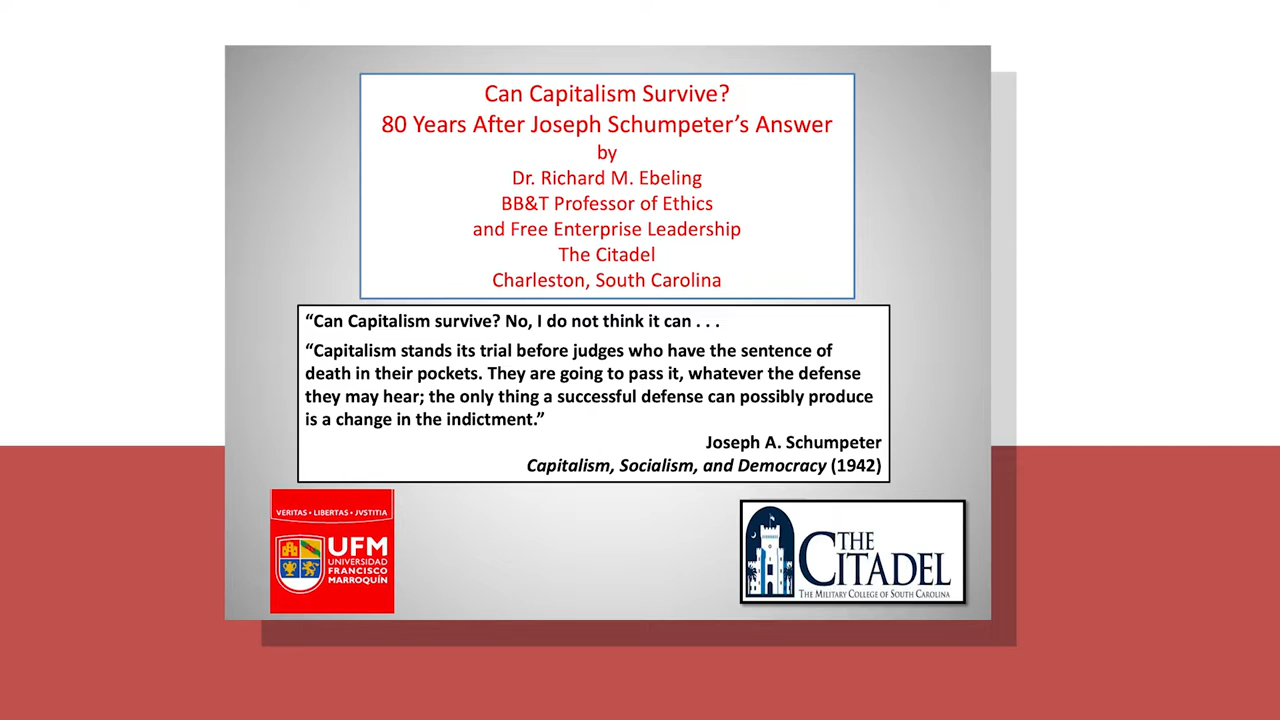 Can Capitalism Survive?
80 Years After Joseph Schumpeter’s Answer
by
Dr. Richard M. Ebeling
BB&T Professor of Ethics
and Free Enterprise Leadership
The Citadel
Charleston, South Carolina
“Can Capitalism survive? No, I do not think it can . . .
“Capitalism stands its trial before judges who have the sentence of
death in their pockets. They are going to pass it, whatever the defense
they may hear; the only thing a successful defense can possibly produce
is a change in the indictment.”
Joseph A. Schumpeter
Capitalism, Socialism, and Democracy (1942)
VERITAS • LIBERTAS • JVSTITIA
UFM
UNIVERSIDAD
FRANCISCO
MARROQUÍN
THE
CITADEL
THE MILITARY COLLEGE OF SOUTH CAROLINA